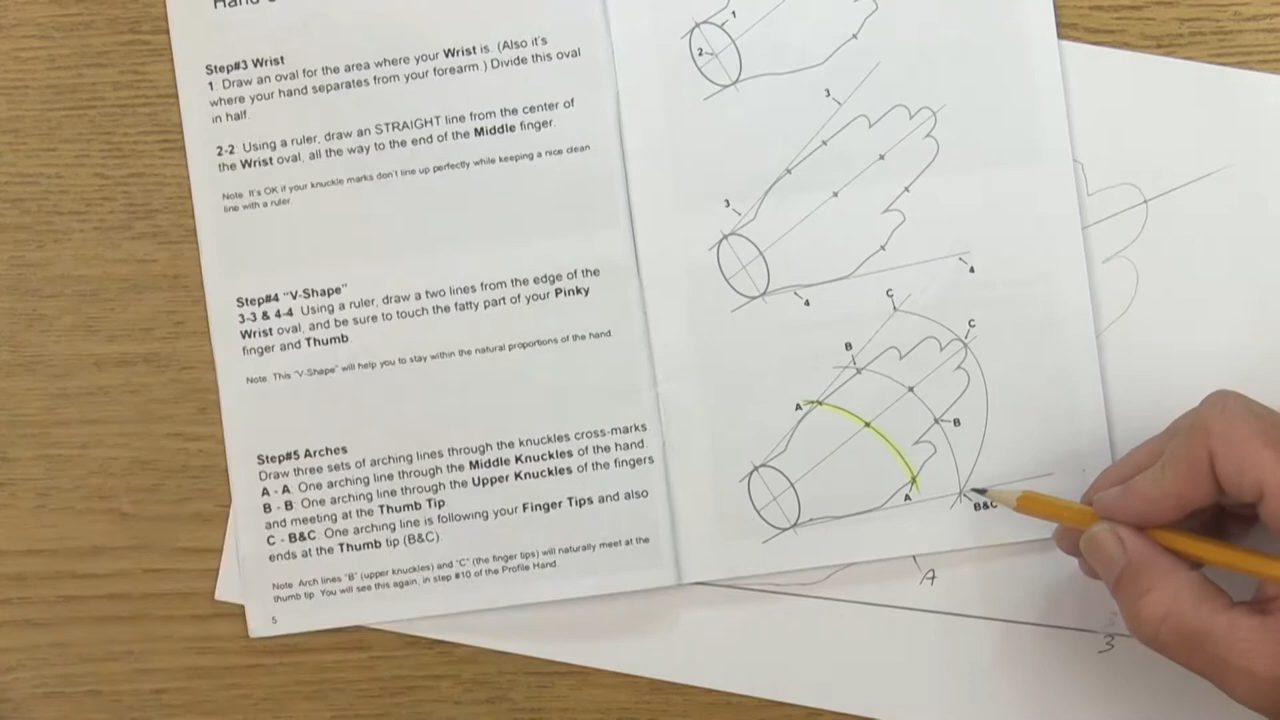 Step#3 Wrist
1: Draw an oval for the area where your Wrist is. (Also it's
where your hand separates from your forearm.) Divide this oval
in half.
2-2: Using a ruler, draw an STRAIGHT line from the center of
the Wrist oval, all the way to the end of the Middle finger.
Note: It's OK if your knuckle marks don't line up perfectly while keeping a nice clean
line with a ruler.
Step#4 "V-Shape"
3-3 & 4-4: Using a ruler, draw a two lines from the edge of the
Wrist oval, and be sure to touch the fatty part of your Pinky
finger and Thumb.
Note: This "V-Shape" will help you to stay within the natural proportions of the hand.
Step#5 Arches
Draw three sets of arching lines through the knuckles cross-marks
A - A: One arching line through the Middle Knuckles of the hand.
B - B: One arching line through the Upper Knuckles of the fingers
and meeting at the Thumb Tip.
C - B&C: One arching line is following your Finger Tips and also
ends at the Thumb tip (B&C).
Note: Arch lines "B" (upper knuckles) and "C" (the finger tips) will naturally meet at the
thumb tip. You will see this again, in step #10 of the Profile Hand.
5
1
2
3
3
4
4
C
C
B
A
B
A
B&C
A
3